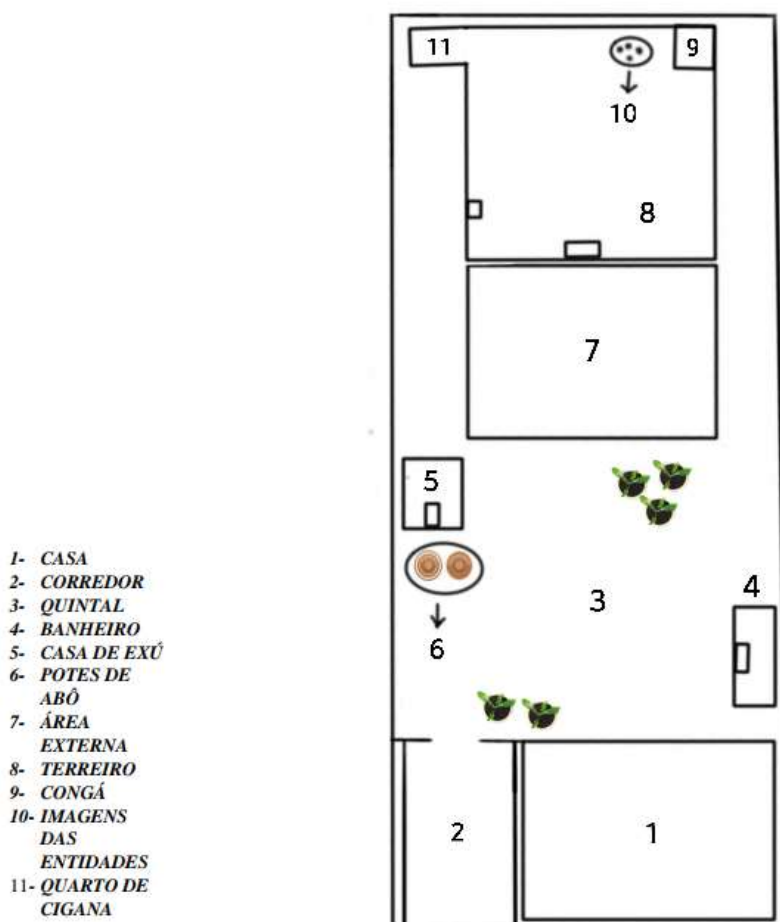 11
9
10
8
7
5
4
3
6
2
1
1- CASA
2- CORREDOR
3- QUINTAL
4- BANHEIRO
5- CASA DE EXÚ
6- POTES DE
ABÔ
7- ÁREA
EXTERNA
8- TERREIRO
9- CONGÁ
10- IMAGENS
DAS
ENTIDADES
11- QUARTO DE
CIGANA